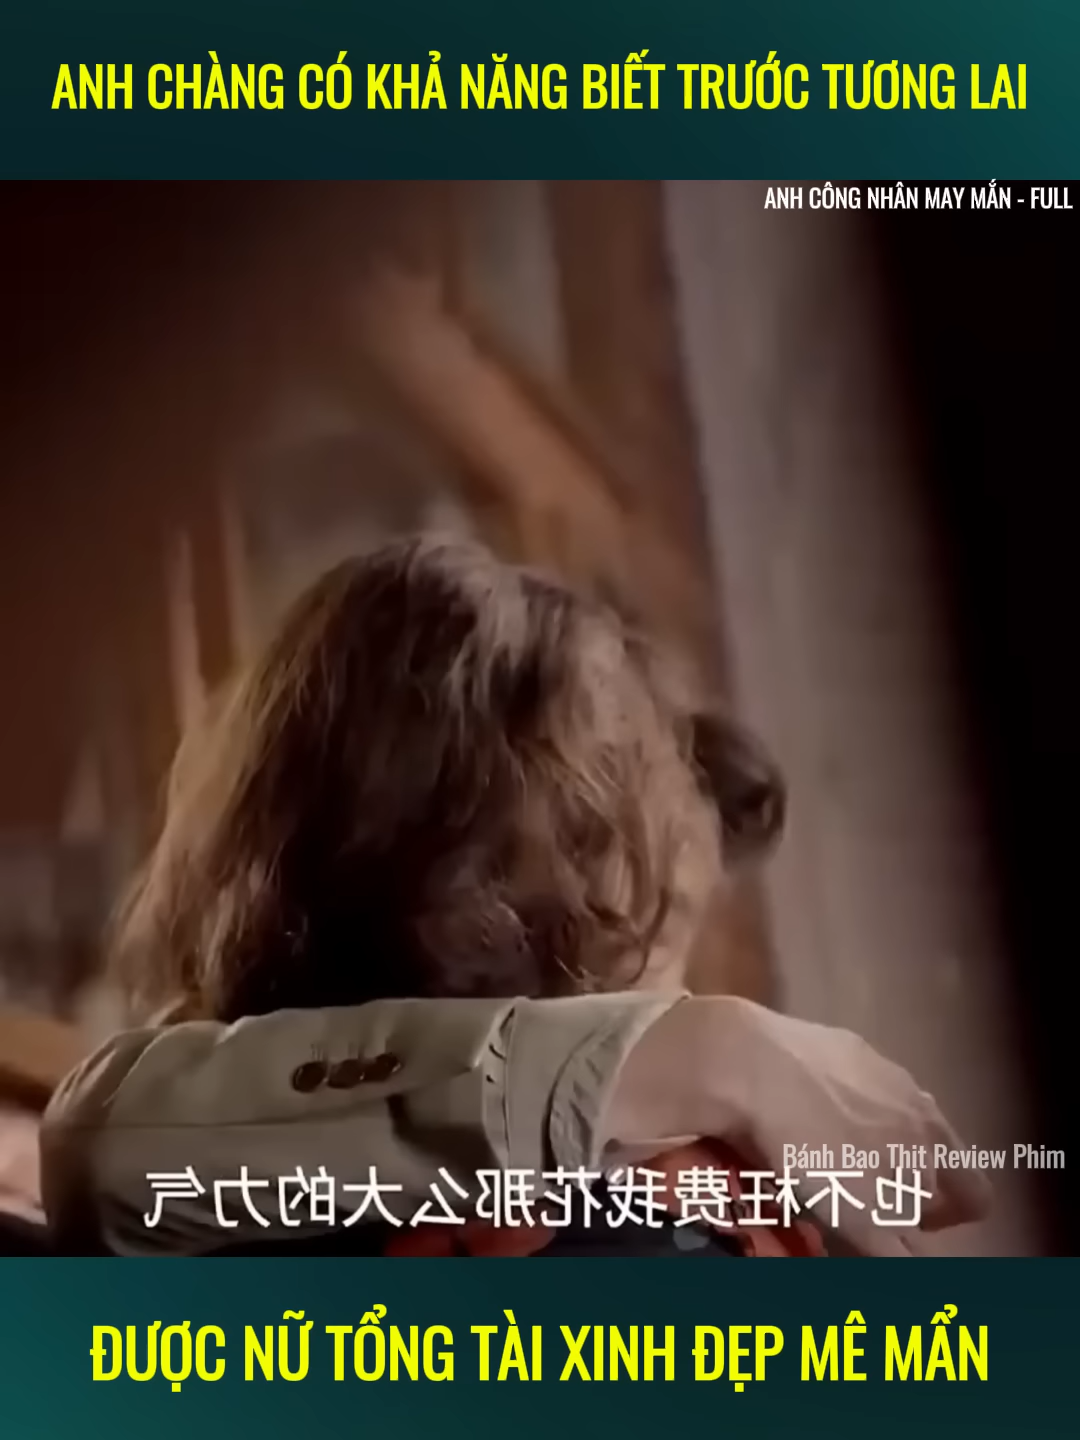 ANH CHÀNG CÓ KHẢ NĂNG BIẾT TRƯỚC TƯƠNG LAI
ANH CÔNG NHÂN MAY MẮN - FULL
Bánh Bao Thịt Review Phim
也不枉费我花那么大的力气
ĐƯỢC NỮ TỔNG TÀI XINH ĐẸP MÊ MẨN